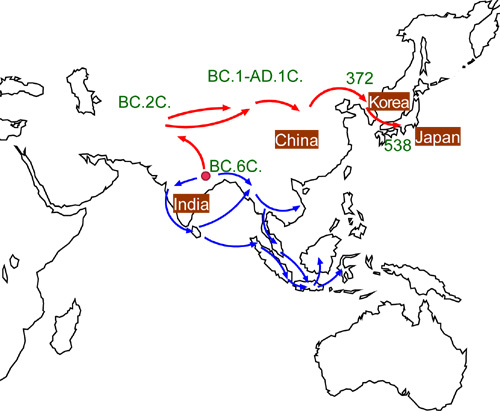 BC.1-AD.1C.
372
BC.2C.
Korea
China
Japan
538
BC.6C.
India